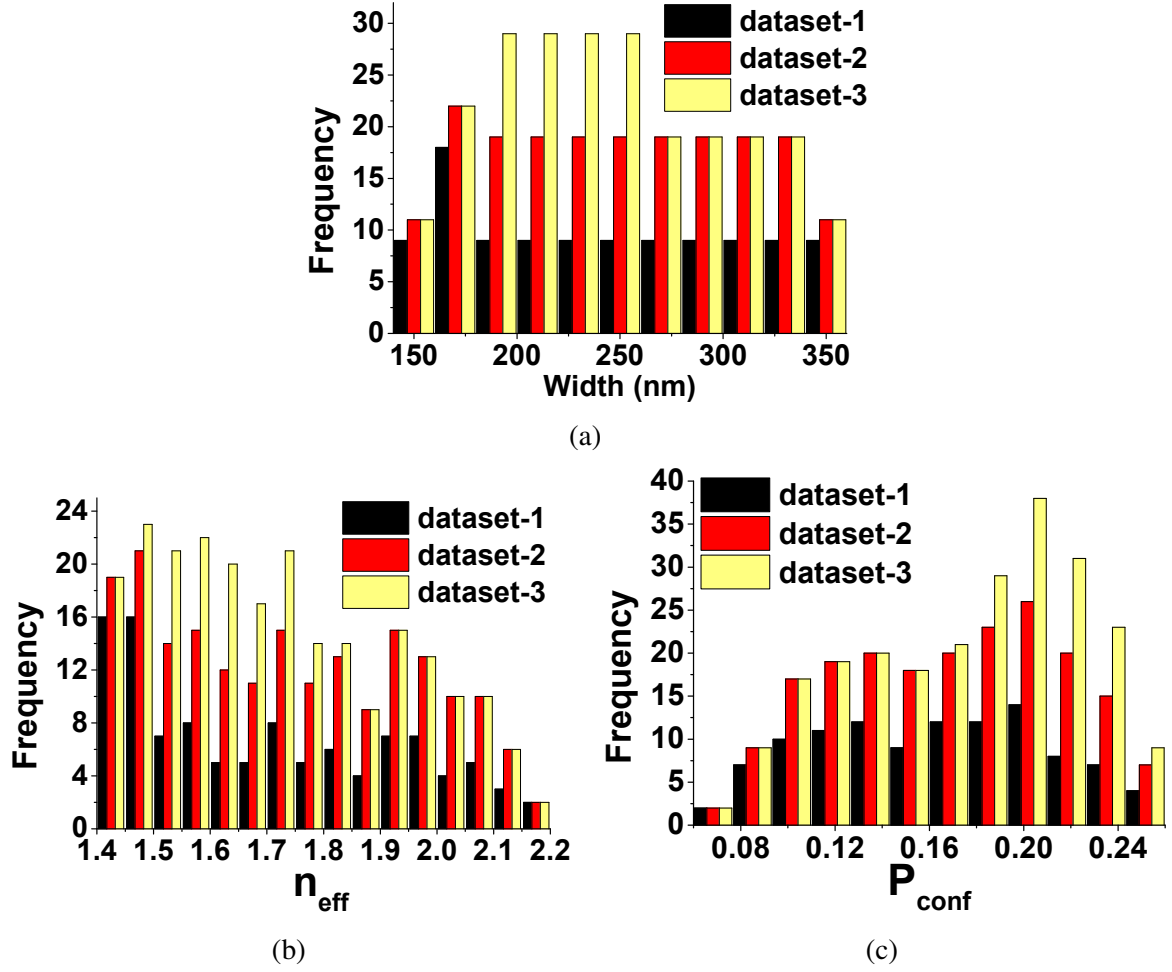 30
25
20
15
10
5
0
Frequency
dataset-1
dataset-2
dataset-3
150 200 250 300 350
Width (nm)
(a)
24
20
16
12
8
4
0
Frequency
dataset-1
dataset-2
dataset-3
1.4 1.5 1.6 1.7 1.8 1.9 2.0 2.1 2.2
n_eff
(b)
40
35
30
25
20
15
10
5
0
Frequency
dataset-1
dataset-2
dataset-3
0.08 0.12 0.16 0.20 0.24
P_conf
(c)